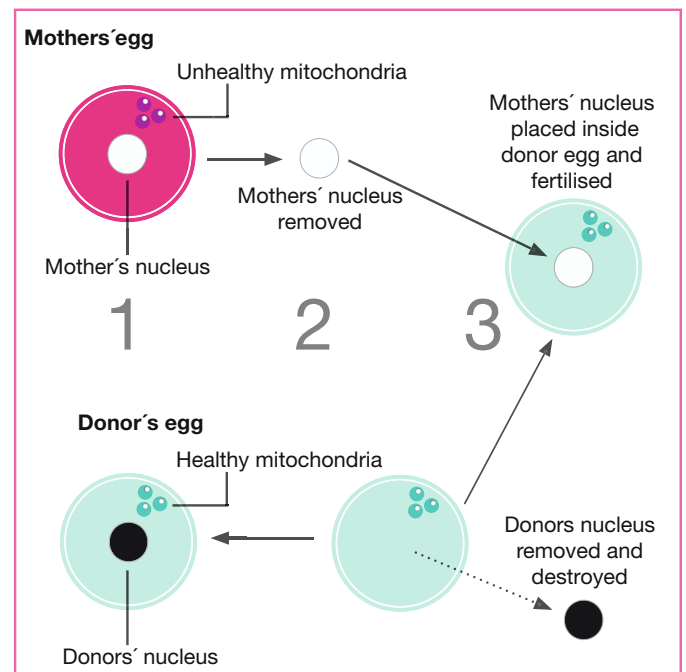 Mothers´egg
Unhealthy mitochondria
Mothers´ nucleus
placed inside
donor egg and
fertilised
Mothers´ nucleus
removed
Mother´s nucleus
1
2
3
Donor´s egg
Healthy mitochondria
Donors nucleus
removed and
destroyed
Donors´ nucleus